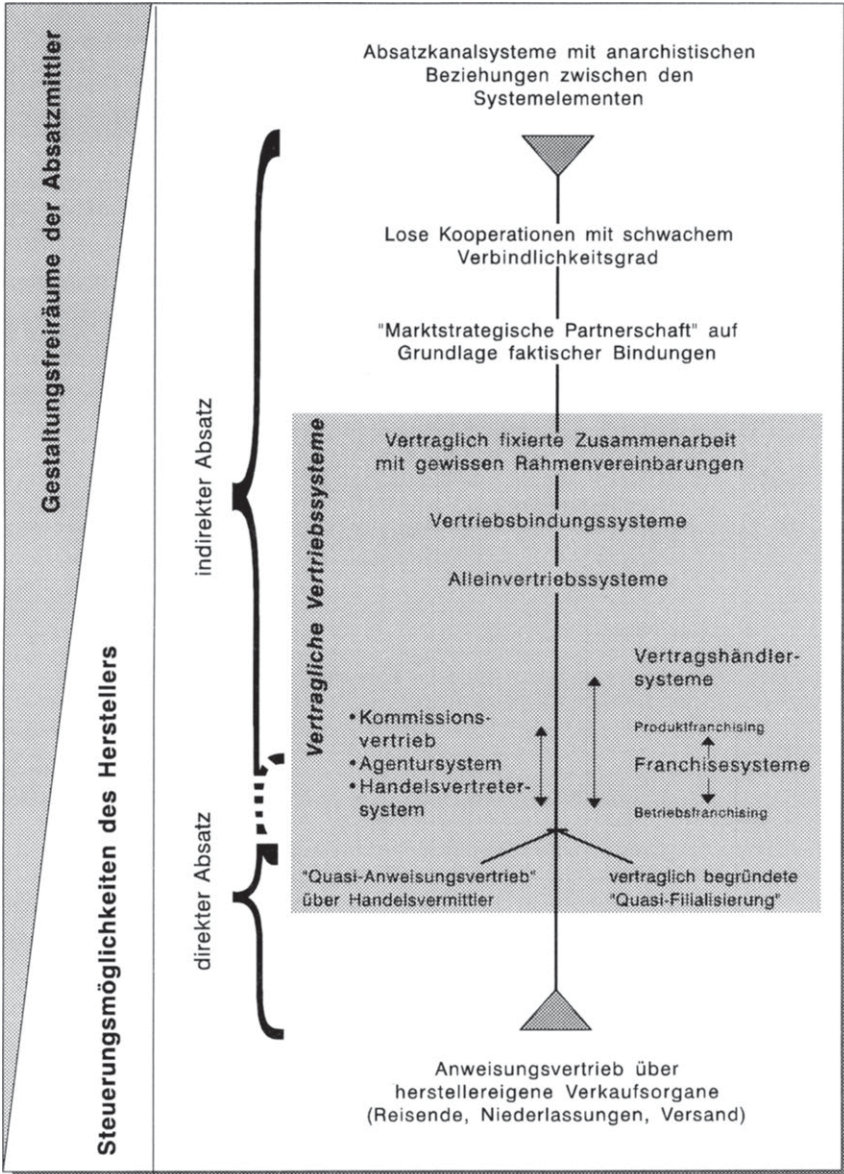 Gestaltungsfreiräume der Absatzmittler
Steuerungsmöglichkeiten des Herstellers
indirekter Absatz
direkter Absatz
Absatzkanalsysteme mit anarchistischen
Beziehungen zwischen den
Systemelementen
Lose Kooperationen mit schwachem
Verbindlichkeitsgrad
"Marktstrategische Partnerschaft" auf
Grundlage faktischer Bindungen
Vertragliche Vertriebssysteme
Vertraglich fixierte Zusammenarbeit
mit gewissen Rahmenvereinbarungen
Vertriebsbindungssysteme
Alleinvertriebssysteme
•Kommissions-
vertrieb
•Agentursystem
•Handelsvertreter-
system
Vertragshändler-
systeme
Produktfranchising
Franchisesysteme
Betriebsfranchising
"Quasi-Anweisungsvertrieb"
über Handelsvermittler
vertraglich begründete
"Quasi-Filialisierung"
Anweisungsvertrieb über
herstellereigene Verkaufsorgane
(Reisende, Niederlassungen, Versand)